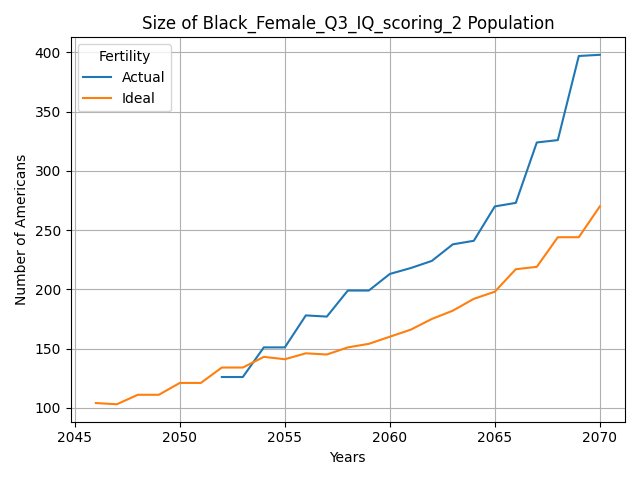 Size of Black_Female_Q3_IQ_scoring_2 Population
Fertility
Actual
Ideal
400
350
300
250
200
150
100
Number of Americans
2045
2050
2055
2060
2065
2070
Years